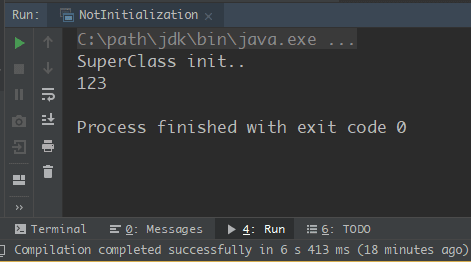 Run: NotInitialization ×
C:\path\jdk\bin\java.exe ...
SuperClass init..
123
Process finished with exit code 0
>>
Terminal 0: Messages 4: Run 6: TODO
Compilation completed successfully in 6 s 413 ms (18 minutes ago)